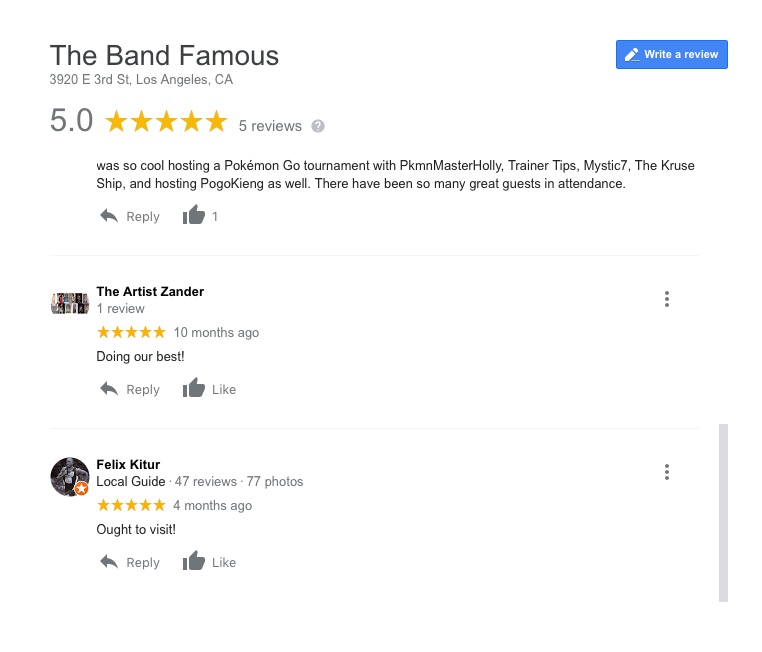 The Band Famous
Write a review
3920 E 3rd St, Los Angeles, CA
5.0 5 reviews ?
was so cool hosting a Pokémon Go tournament with PkmnMasterHolly, Trainer Tips, Mystic7, The Kruse
Ship, and hosting PogoKieng as well. There have been so many great guests in attendance.
Reply 1
The Artist Zander
1 review
10 months ago
Doing our best!
Reply Like
Felix Kitur
Local Guide · 47 reviews · 77 photos
4 months ago
Ought to visit!
Reply Like